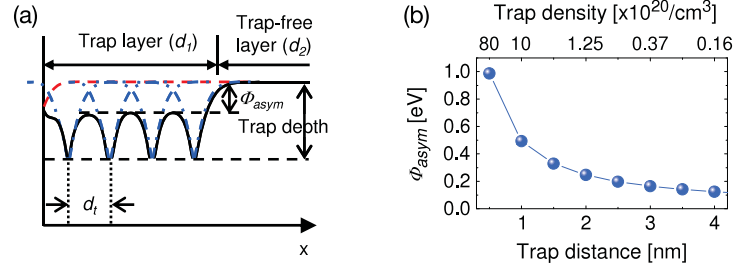 (a)
Trap layer (d1)
Trap-free
layer (d2)
Φasym
Trap depth
dt
x
(b)
Trap density [x10^20/cm^3]
80 10 1.25 0.37 0.16
1.0
0.8
0.6
0.4
0.2
0.0
Φasym [eV]
1 2 3 4
Trap distance [nm]